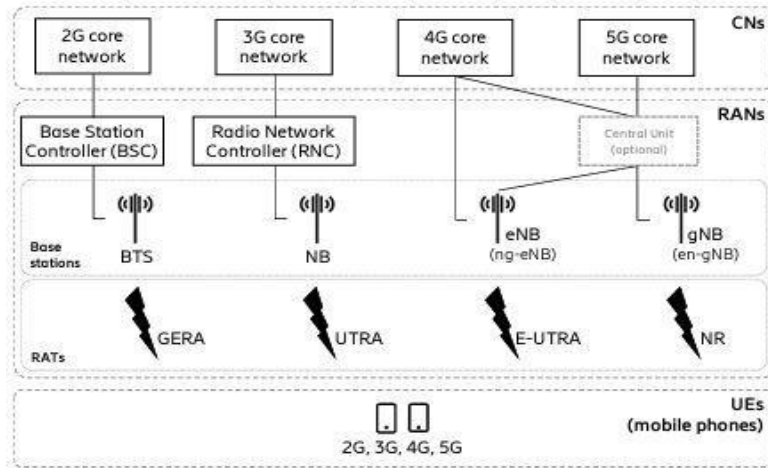 CNs
2G core
network
3G core
network
4G core
network
5G core
network
RANs
Base Station
Controller (BSC)
Radio Network
Controller (RNC)
Central Unit
(optional)
Base
stations
BTS
NB
eNB
(ng-eNB)
gNB
(en-gNB)
RATs
GERA
UTRA
E-UTRA
NR
UEs
(mobile phones)
2G, 3G, 4G, 5G